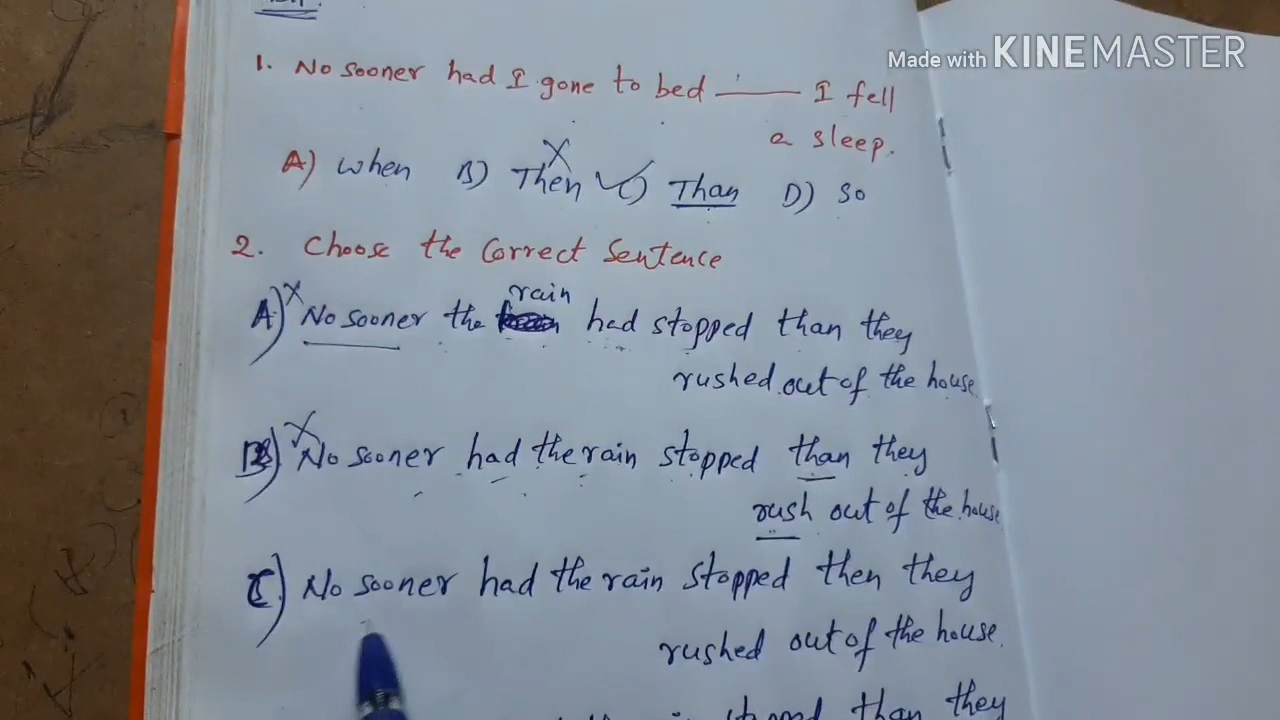 Made with KINEMASTER
1. No sooner had I gone to bed ——— I fell
a sleep.
A) when B) Then C) Than D) so
2. Choose the Correct Sentence
A) No sooner the rain had stopped than they
rushed out of the house
B) No sooner had the rain stopped than they
rush out of the house
C) No sooner had the rain stopped then they
rushed out of the house.
than they